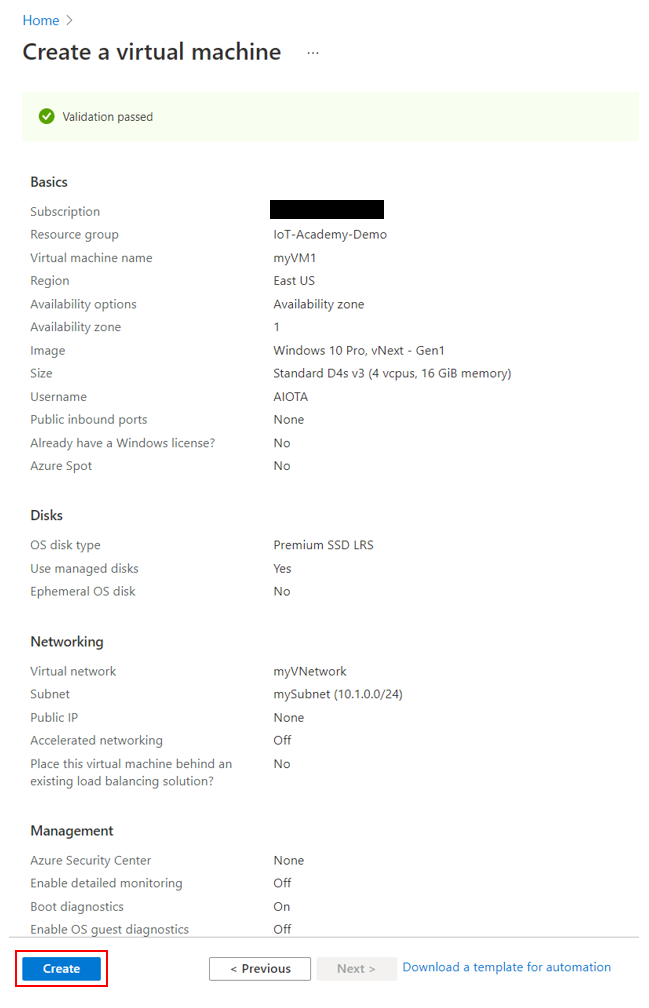 Home >
Create a virtual machine ...
Validation passed
Basics
Subscription
Resource group IoT-Academy-Demo
Virtual machine name myVM1
Region East US
Availability options Availability zone
Availability zone 1
Image Windows 10 Pro, vNext - Gen1
Size Standard D4s v3 (4 vcpus, 16 GiB memory)
Username AIOTA
Public inbound ports None
Already have a Windows license? No
Azure Spot No
Disks
OS disk type Premium SSD LRS
Use managed disks Yes
Ephemeral OS disk No
Networking
Virtual network myVNetwork
Subnet mySubnet (10.1.0.0/24)
Public IP None
Accelerated networking Off
Place this virtual machine behind an No
existing load balancing solution?
Management
Azure Security Center None
Enable detailed monitoring Off
Boot diagnostics On
Enable OS guest diagnostics Off
Create < Previous Next > Download a template for automation